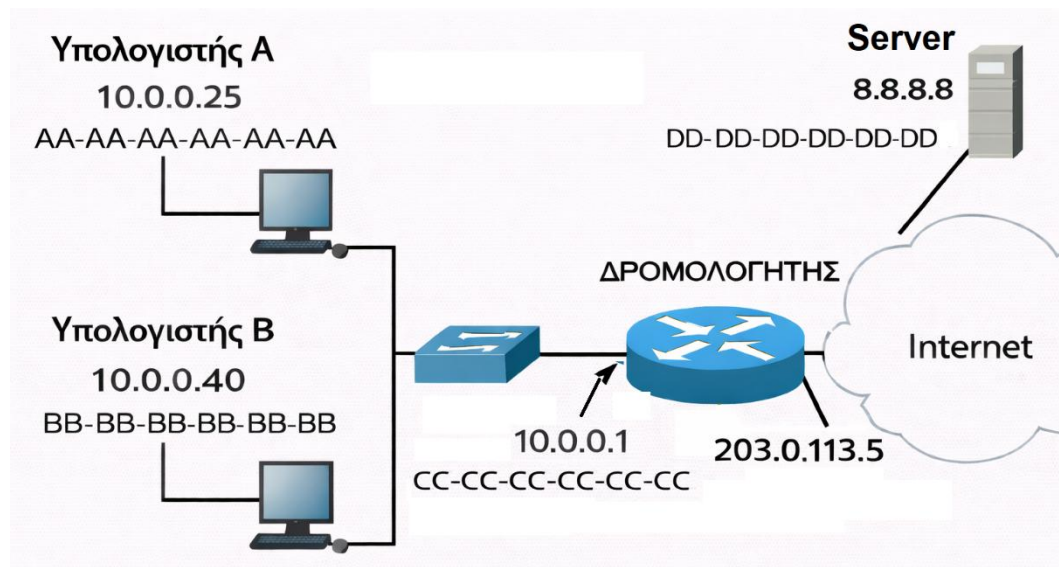 Υπολογιστής Α
10.0.0.25
AA-AA-AA-AA-AA-AA
Server
8.8.8.8
DD-DD-DD-DD-DD-DD
ΔΡΟΜΟΛΟΓΗΤΗΣ
Internet
Υπολογιστής Β
10.0.0.40
BB-BB-BB-BB-BB-BB
10.0.0.1
CC-CC-CC-CC-CC-CC
203.0.113.5